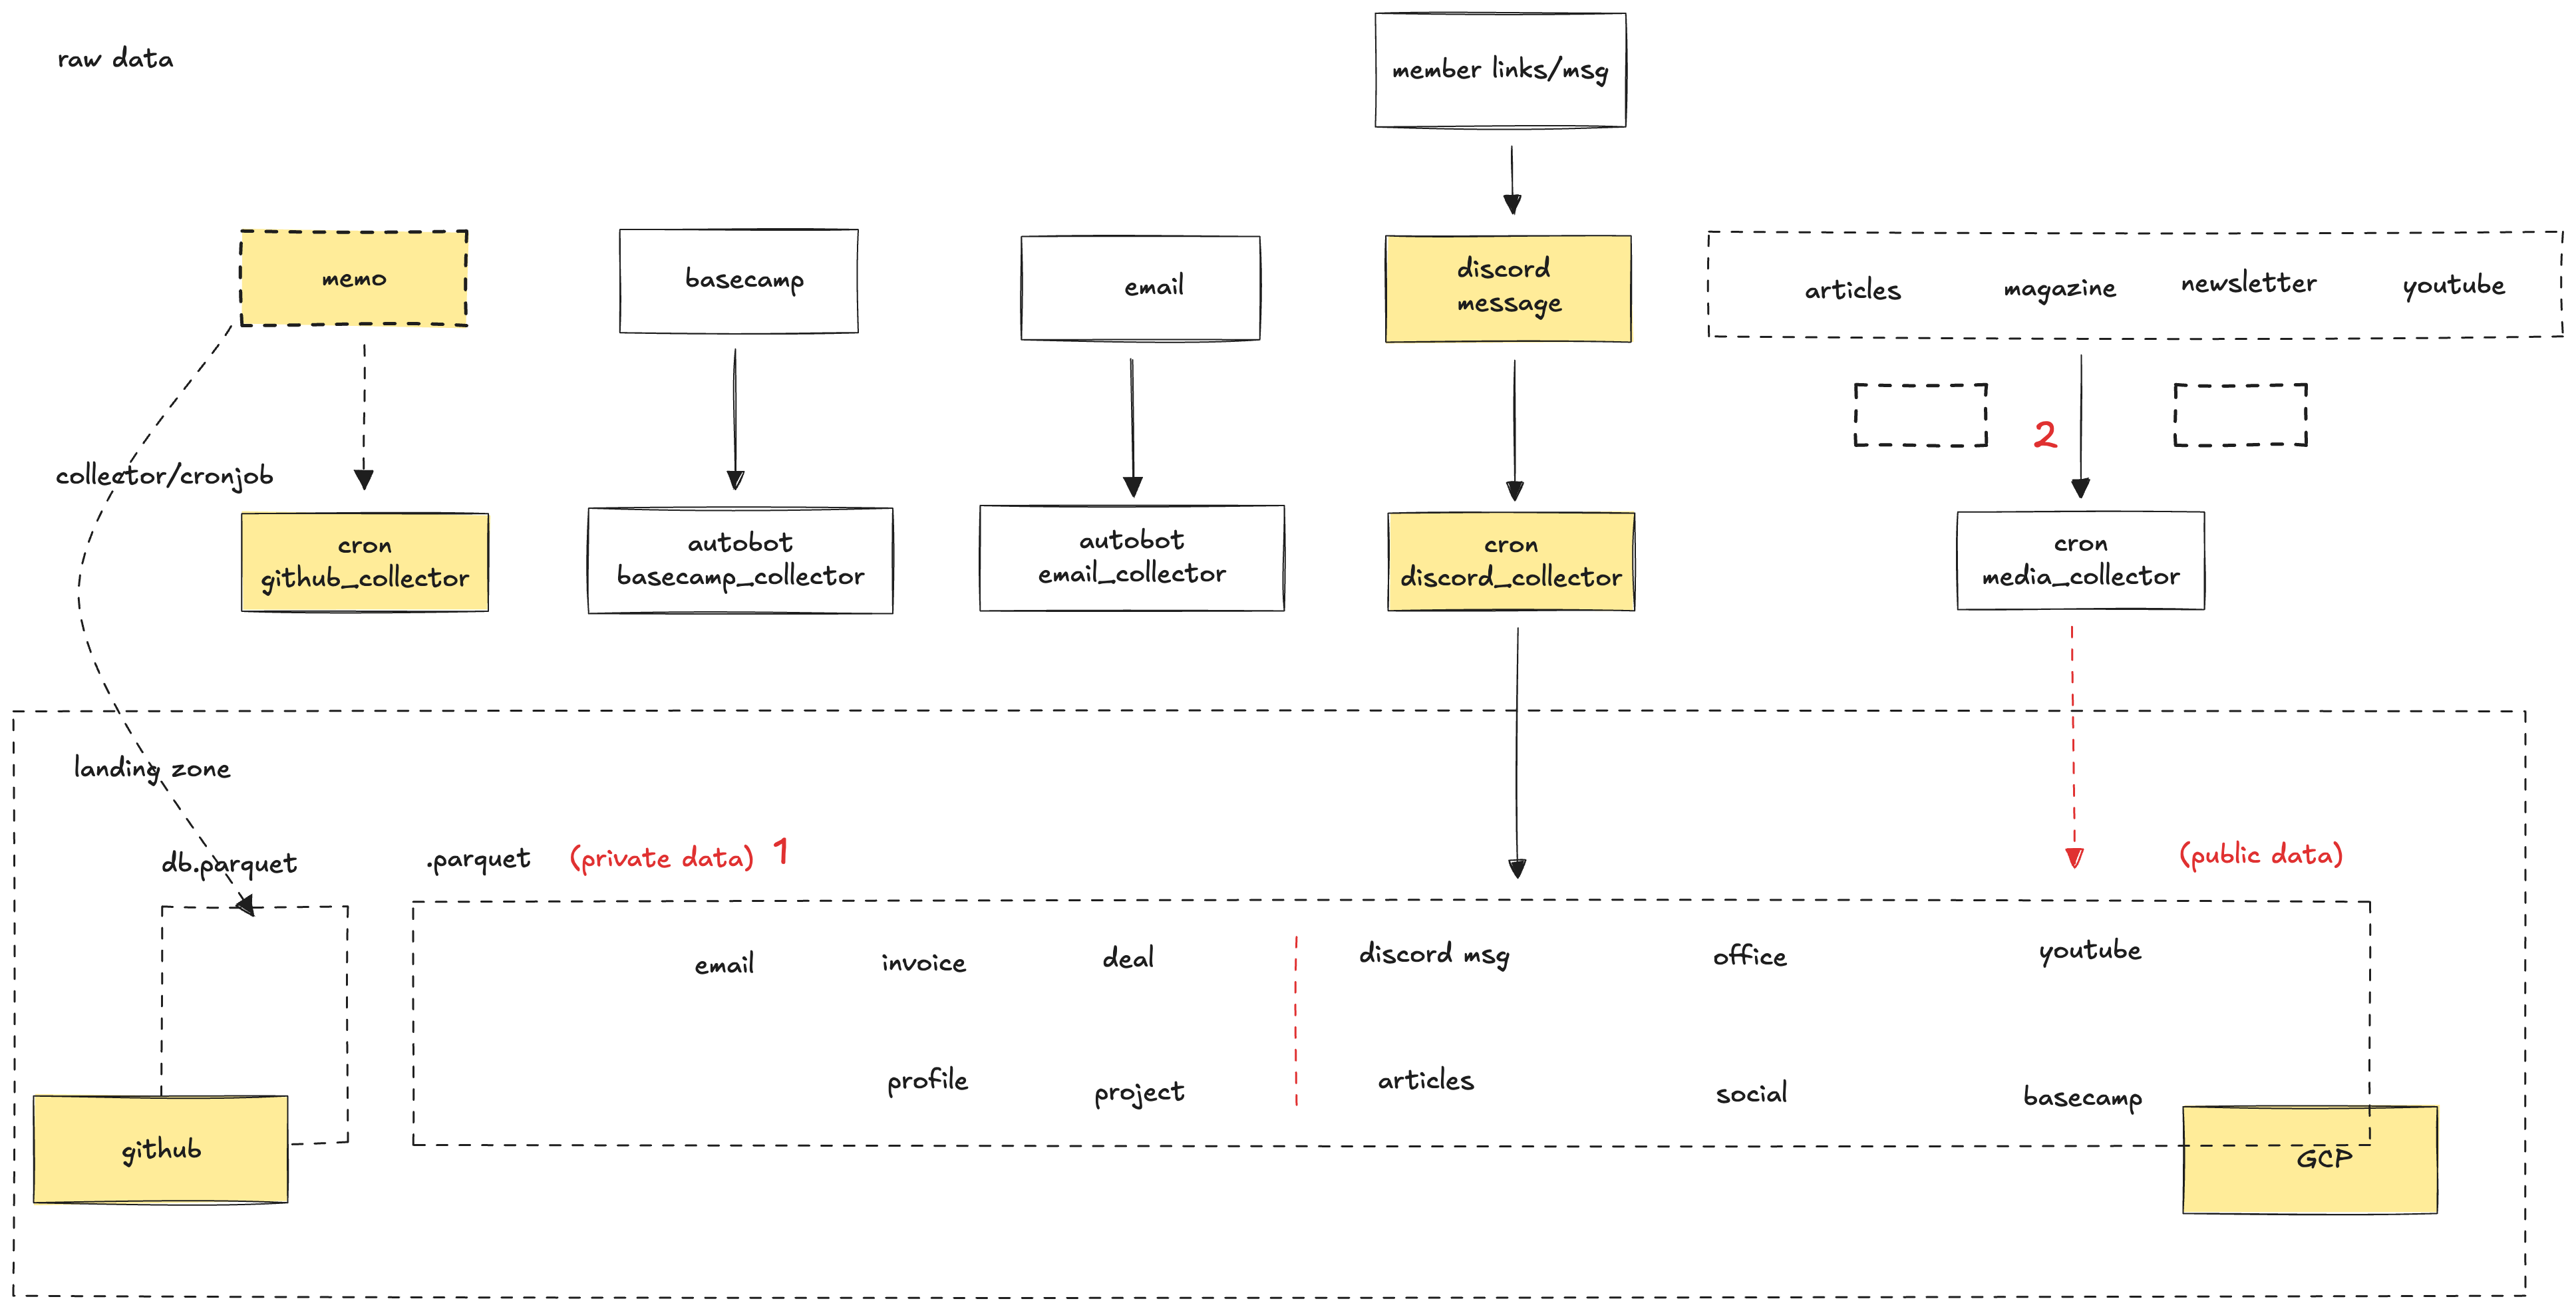 raw data
member links/msg
memo
basecamp
email
discord
message
articles
magazine
newsletter
youtube
2
collector/cronjob
cron
github_collector
autobot
basecamp_collector
autobot
email_collector
cron
discord_collector
cron
media_collector
landing zone
db.parquet
.parquet
(private data)
1
(public data)
email
invoice
deal
discord msg
office
youtube
profile
project
articles
social
basecamp
github
GCP